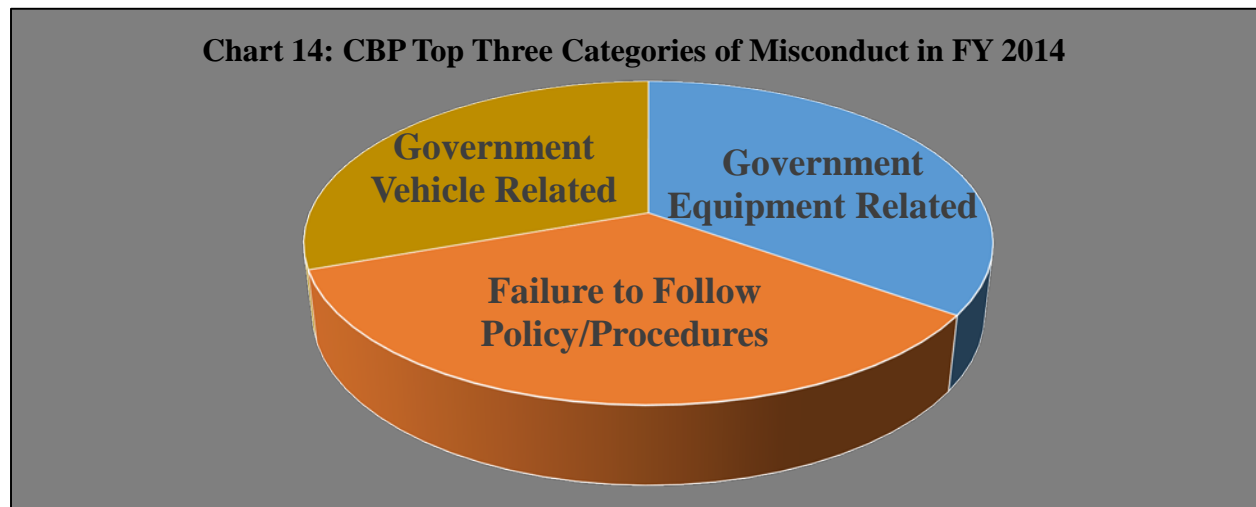 Chart 14: CBP Top Three Categories of Misconduct in FY 2014
Government
Vehicle Related
Government
Equipment Related
Failure to Follow
Policy/Procedures